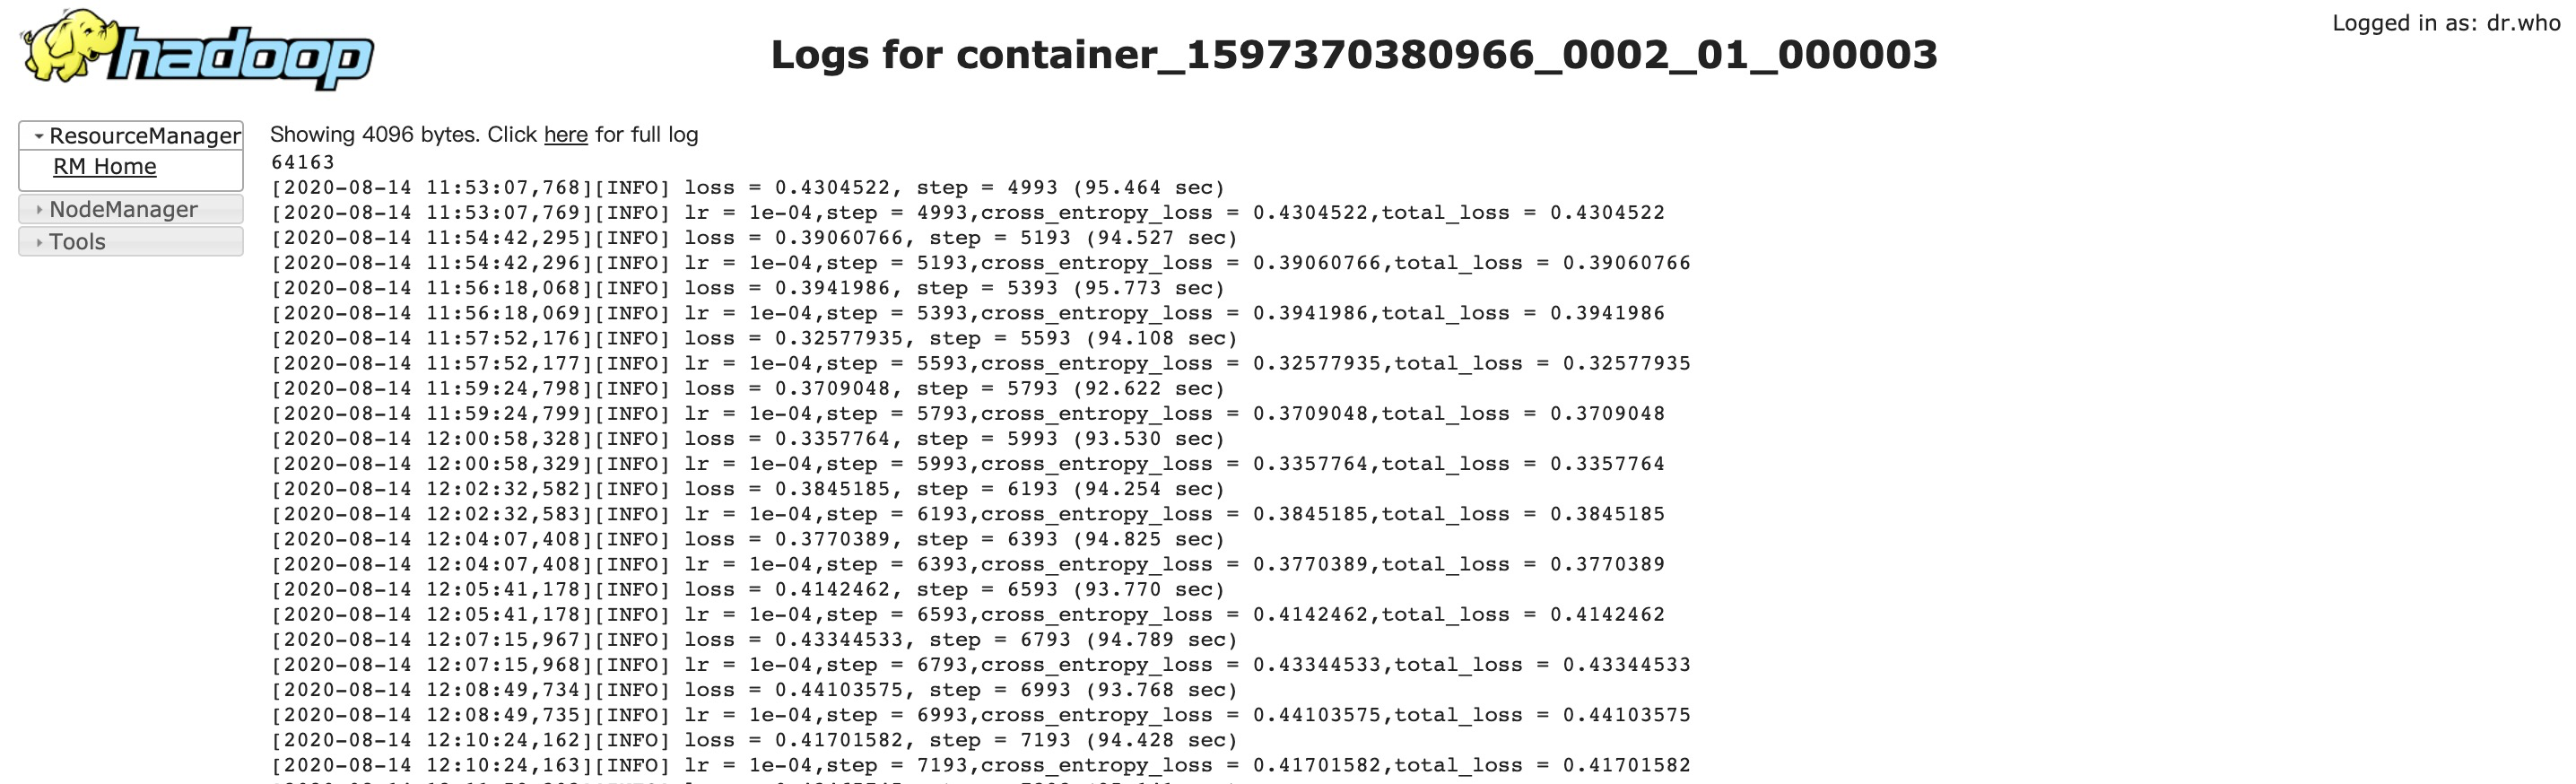 hadoop
Logs for container_1597370380966_0002_01_000003
Logged in as: dr.who
ResourceManager
RM Home
NodeManager
Tools
Showing 4096 bytes. Click here for full log
64163
[2020-08-14 11:53:07,768][INFO] loss = 0.4304522, step = 4993 (95.464 sec)
[2020-08-14 11:53:07,769][INFO] lr = 1e-04,step = 4993,cross_entropy_loss = 0.4304522,total_loss = 0.4304522
[2020-08-14 11:54:42,295][INFO] loss = 0.39060766, step = 5193 (94.527 sec)
[2020-08-14 11:54:42,296][INFO] lr = 1e-04,step = 5193,cross_entropy_loss = 0.39060766,total_loss = 0.39060766
[2020-08-14 11:56:18,068][INFO] loss = 0.3941986, step = 5393 (95.773 sec)
[2020-08-14 11:56:18,069][INFO] lr = 1e-04,step = 5393,cross_entropy_loss = 0.3941986,total_loss = 0.3941986
[2020-08-14 11:57:52,176][INFO] loss = 0.32577935, step = 5593 (94.108 sec)
[2020-08-14 11:57:52,177][INFO] lr = 1e-04,step = 5593,cross_entropy_loss = 0.32577935,total_loss = 0.32577935
[2020-08-14 11:59:24,798][INFO] loss = 0.3709048, step = 5793 (92.622 sec)
[2020-08-14 11:59:24,799][INFO] lr = 1e-04,step = 5793,cross_entropy_loss = 0.3709048,total_loss = 0.3709048
[2020-08-14 12:00:58,328][INFO] loss = 0.3357764, step = 5993 (93.530 sec)
[2020-08-14 12:00:58,329][INFO] lr = 1e-04,step = 5993,cross_entropy_loss = 0.3357764,total_loss = 0.3357764
[2020-08-14 12:02:32,582][INFO] loss = 0.3845185, step = 6193 (94.254 sec)
[2020-08-14 12:02:32,583][INFO] lr = 1e-04,step = 6193,cross_entropy_loss = 0.3845185,total_loss = 0.3845185
[2020-08-14 12:04:07,408][INFO] loss = 0.3770389, step = 6393 (94.825 sec)
[2020-08-14 12:04:07,408][INFO] lr = 1e-04,step = 6393,cross_entropy_loss = 0.3770389,total_loss = 0.3770389
[2020-08-14 12:05:41,178][INFO] loss = 0.4142462, step = 6593 (93.770 sec)
[2020-08-14 12:05:41,178][INFO] lr = 1e-04,step = 6593,cross_entropy_loss = 0.4142462,total_loss = 0.4142462
[2020-08-14 12:07:15,967][INFO] loss = 0.43344533, step = 6793 (94.789 sec)
[2020-08-14 12:07:15,968][INFO] lr = 1e-04,step = 6793,cross_entropy_loss = 0.43344533,total_loss = 0.43344533
[2020-08-14 12:08:49,734][INFO] loss = 0.44103575, step = 6993 (93.768 sec)
[2020-08-14 12:08:49,735][INFO] lr = 1e-04,step = 6993,cross_entropy_loss = 0.44103575,total_loss = 0.44103575
[2020-08-14 12:10:24,162][INFO] loss = 0.41701582, step = 7193 (94.428 sec)
[2020-08-14 12:10:24,163][INFO] lr = 1e-04,step = 7193,cross_entropy_loss = 0.41701582,total_loss = 0.41701582